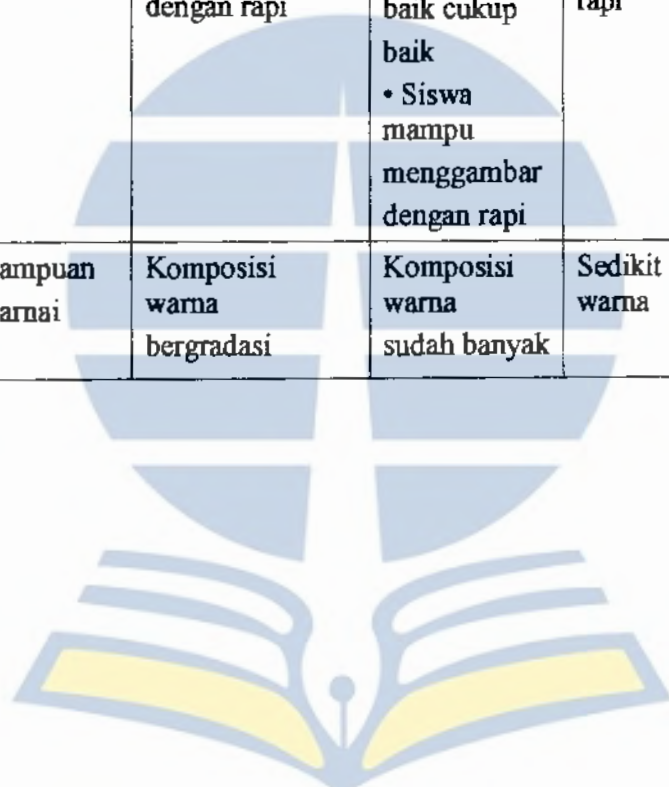 dengan rapi
baik cukup
rapi
baik
• Siswa
mampu
menggambar
dengan rapi
ampuan
arnai
Komposisi
warna
bergradasi
Komposisi
warna
sudah banyak
Sedikit
warna